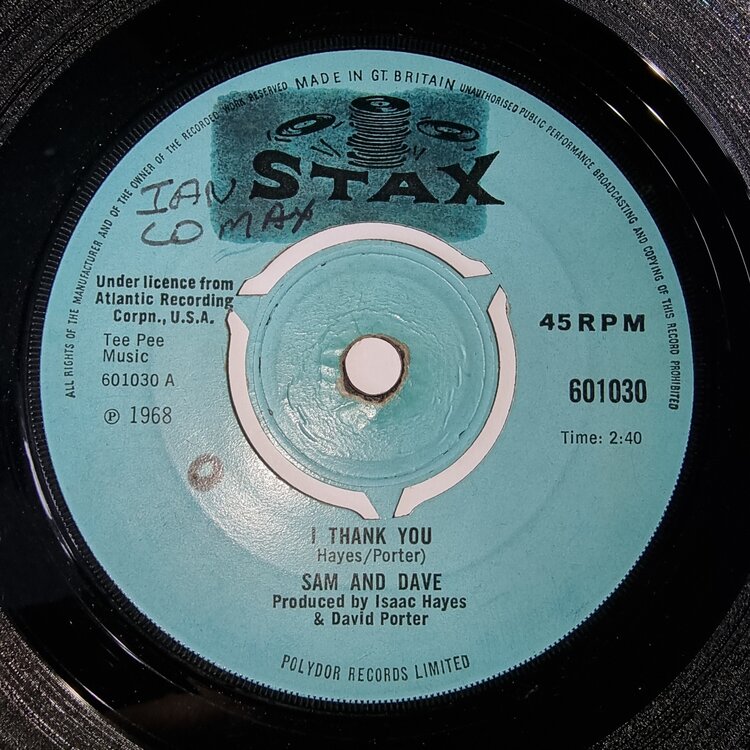 MADE IN GT. BRITAIN
ALL RIGHTS OF THE MANUFACTURER AND OF THE OWNER OF THE RECORDED WORK RESERVED
UNAUTHORISED PUBLIC PERFORMANCE BROADCASTING AND COPYING OF THIS RECORD PROHIBITED
STAX
IAN
LOMAX
Under licence from
Atlantic Recording
Corpn., U.S.A.
Tee Pee
Music
601030 A
℗ 1968
45 RPM
601030
Time: 2:40
I THANK YOU
Hayes/Porter)
SAM AND DAVE
Produced by Isaac Hayes
& David Porter
POLYDOR RECORDS LIMITED